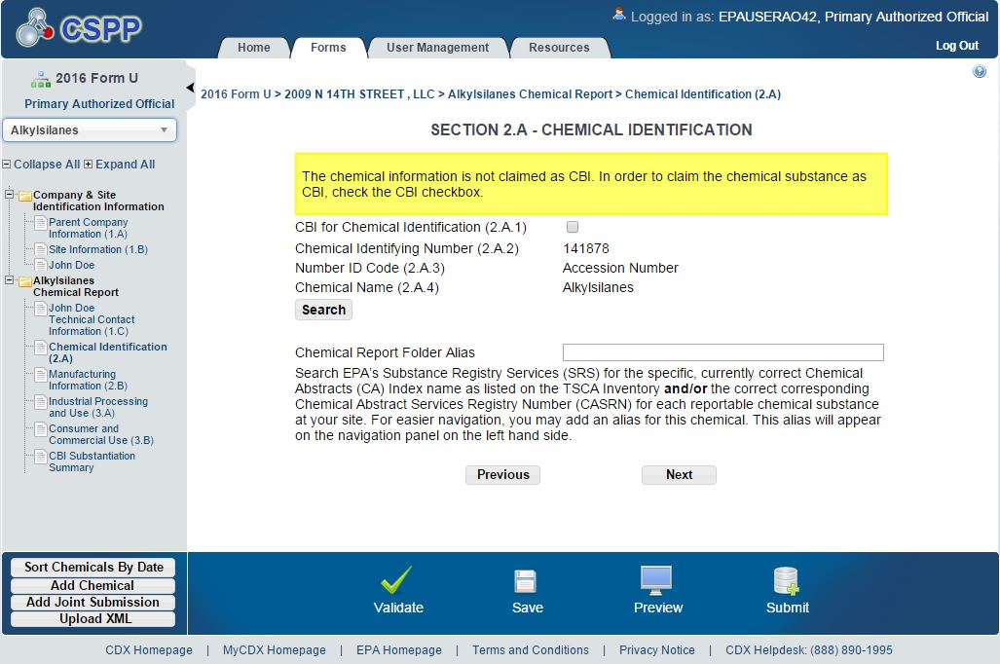 CSPP
Logged in as: EPAUSERAO42, Primary Authorized Official
Home
Forms
User Management
Resources
Log Out
2016 Form U
Primary Authorized Official
Alkylsilanes
Collapse All Expand All
Company & Site
Identification Information
Parent Company
Information (1.A)
Site Information (1.B)
John Doe
Alkylsilanes
Chemical Report
John Doe
Technical Contact
Information (1.C)
Chemical Identification
(2.A)
Manufacturing
Information (2.B)
Industrial Processing
and Use (3.A)
Consumer and
Commercial Use (3.B)
CBI Substantiation
Summary
Sort Chemicals By Date
Add Chemical
Add Joint Submission
Upload XML
2016 Form U > 2009 N 14TH STREET , LLC > Alkylsilanes Chemical Report > Chemical Identification (2.A)
?
SECTION 2.A - CHEMICAL IDENTIFICATION
The chemical information is not claimed as CBI. In order to claim the chemical substance as
CBI, check the CBI checkbox.
CBI for Chemical Identification (2.A.1)
Chemical Identifying Number (2.A.2) 141878
Number ID Code (2.A.3) Accession Number
Chemical Name (2.A.4) Alkylsilanes
Search
Chemical Report Folder Alias
Search EPA's Substance Registry Services (SRS) for the specific, currently correct Chemical
Abstracts (CA) Index name as listed on the TSCA Inventory and/or the correct corresponding
Chemical Abstract Services Registry Number (CASRN) for each reportable chemical substance
at your site. For easier navigation, you may add an alias for this chemical. This alias will appear
on the navigation panel on the left hand side.
Previous
Next
Validate
Save
Preview
Submit
CDX Homepage | MyCDX Homepage | EPA Homepage | Terms and Conditions | Privacy Notice | CDX Helpdesk: (888) 890-1995